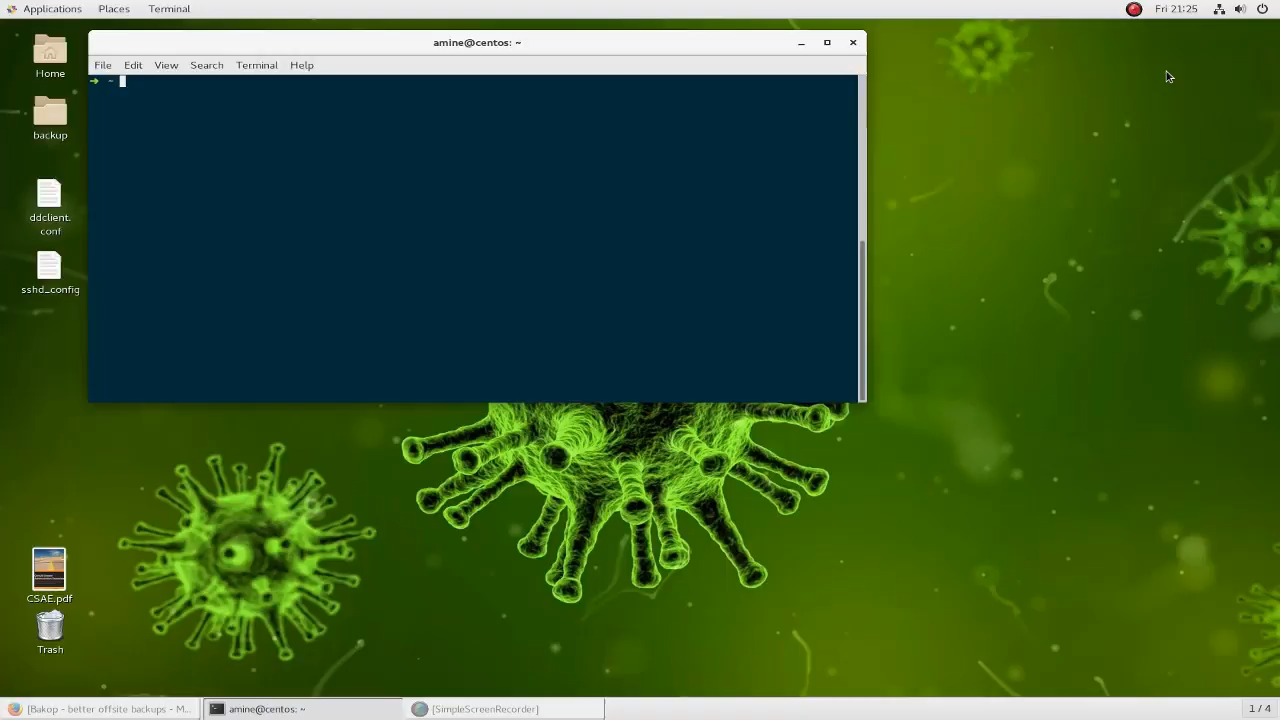 Applications Places Terminal Fri 21:25
amine@centos: ~
File Edit View Search Terminal Help
➜ ~
Home
backup
ddclient.
conf
sshd_config
CSAE.pdf
Trash
[Bakop - better offsite backups - M... amine@centos: ~ [SimpleScreenRecorder] 1 / 4